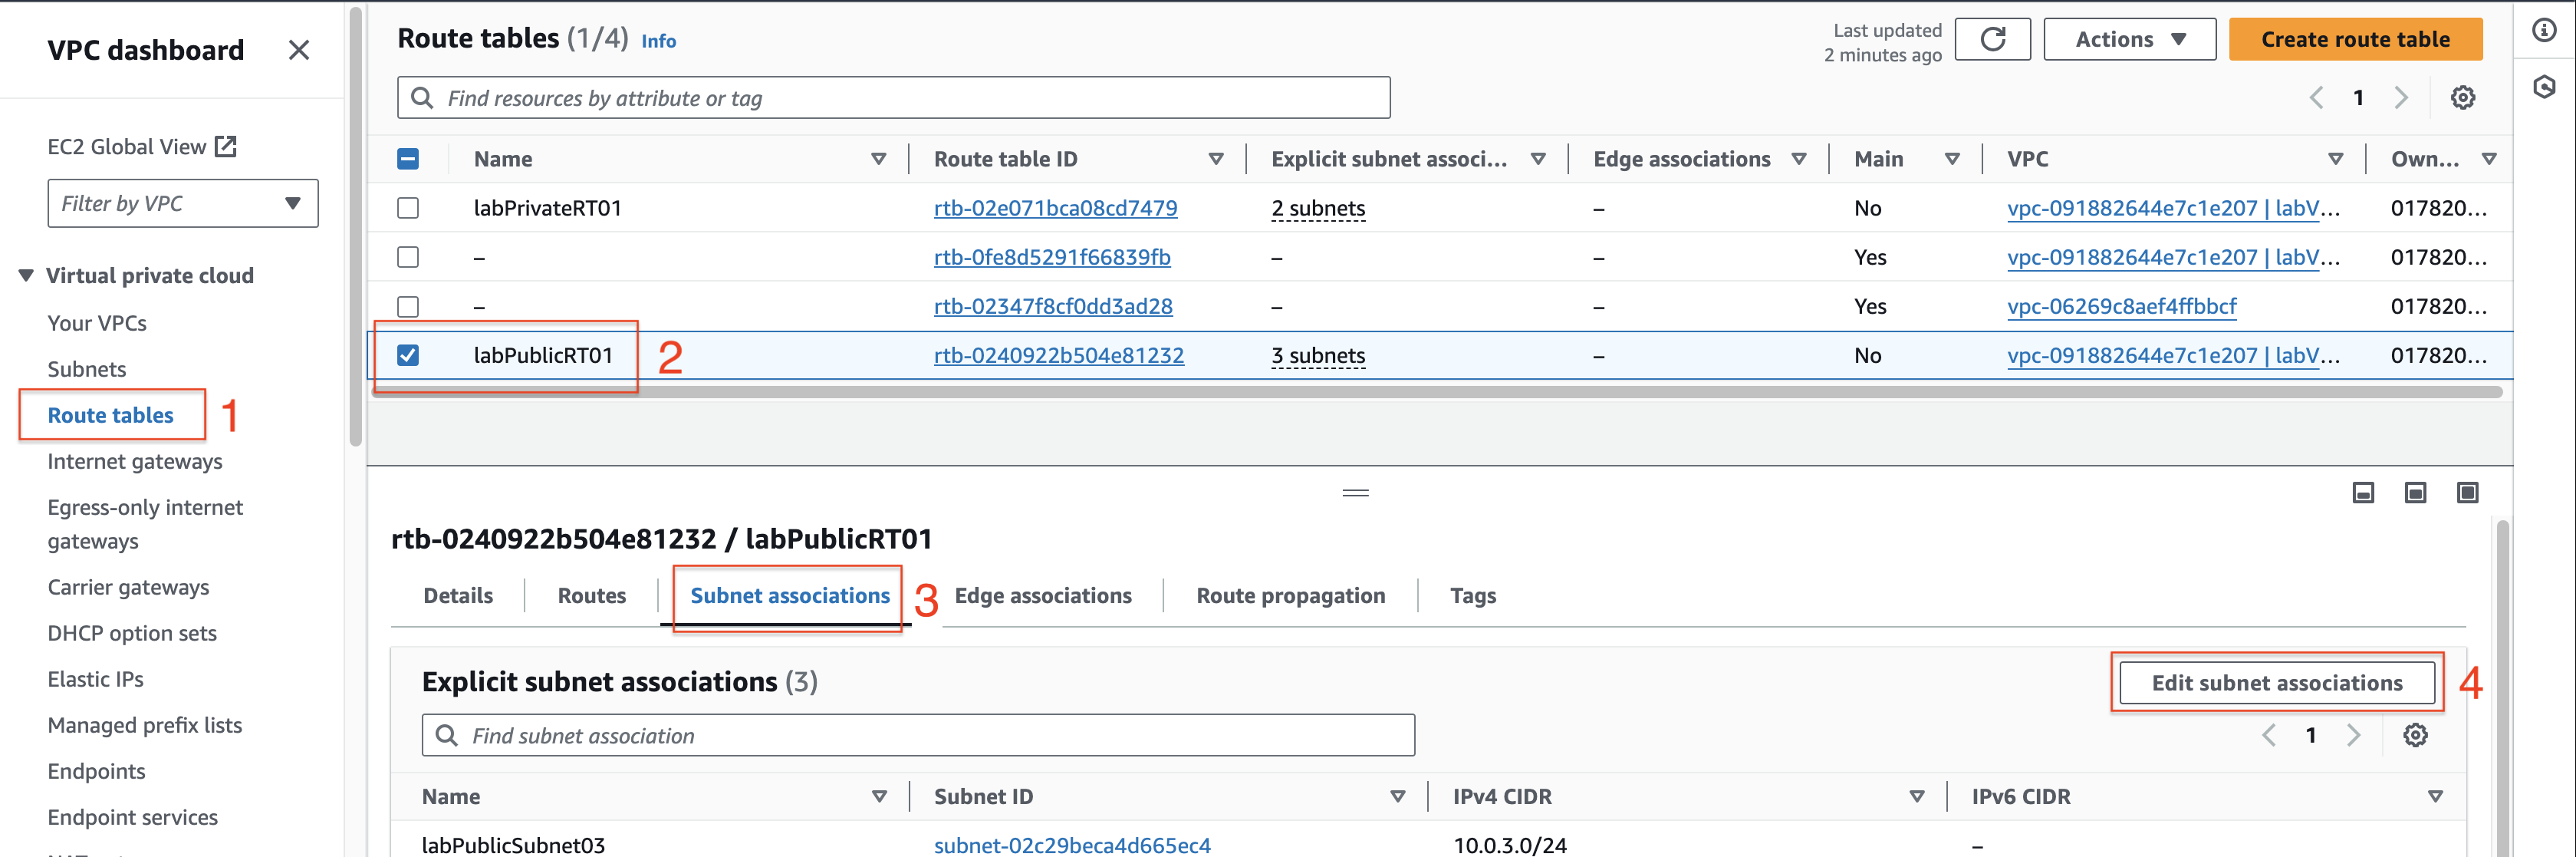 VPC dashboard
EC2 Global View
Filter by VPC
Virtual private cloud
Your VPCs
Subnets
Route tables
1
Internet gateways
Egress-only internet
gateways
Carrier gateways
DHCP option sets
Elastic IPs
Managed prefix lists
Endpoints
Endpoint services
Route tables (1/4) Info
Last updated
2 minutes ago
Actions
Create route table
Find resources by attribute or tag
1
Name Route table ID Explicit subnet associ... Edge associations Main VPC Own...
labPrivateRT01 rtb-02e071bca08cd7479 2 subnets – No vpc-091882644e7c1e207 | labV... 017820...
– rtb-0fe8d5291f66839fb – – Yes vpc-091882644e7c1e207 | labV... 017820...
– rtb-02347f8cf0dd3ad28 – – Yes vpc-06269c8aef4ffbbcf 017820...
labPublicRT01 2 rtb-0240922b504e81232 3 subnets – No vpc-091882644e7c1e207 | labV... 017820...
rtb-0240922b504e81232 / labPublicRT01
Details Routes Subnet associations 3 Edge associations Route propagation Tags
Explicit subnet associations (3)
Edit subnet associations 4
Find subnet association
1
Name Subnet ID IPv4 CIDR IPv6 CIDR
labPublicSubnet03 subnet-02c29beca4d665ec4 10.0.3.0/24 –